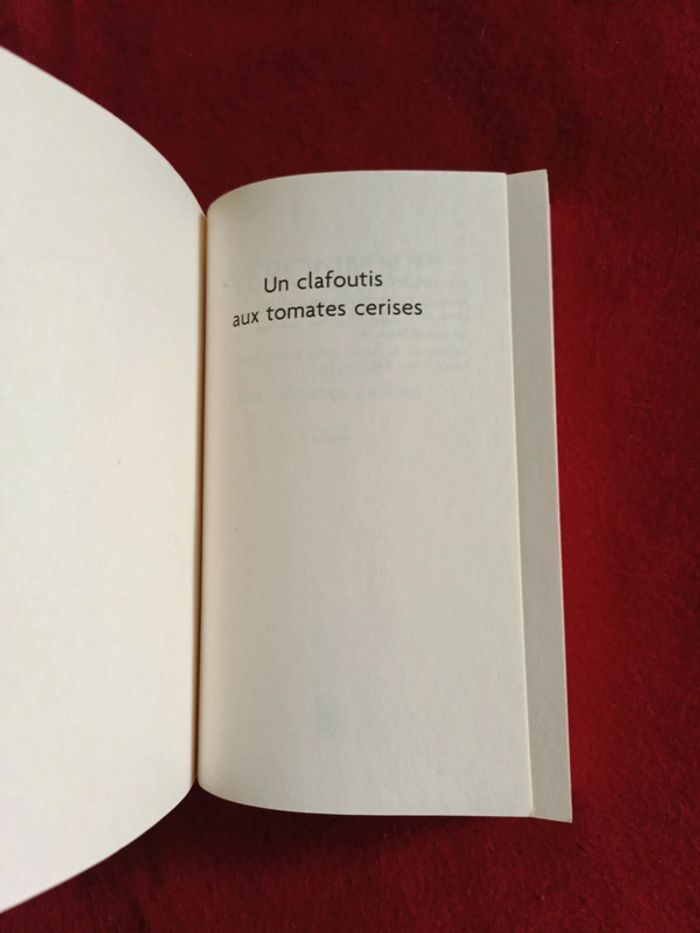 Un clafoutis
aux tomates cerises